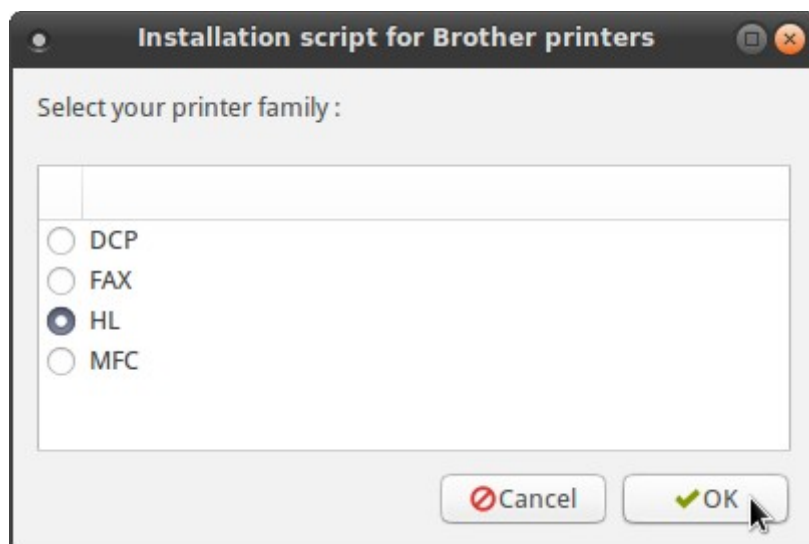 Installation script for Brother printers
Select your printer family :
DCP
FAX
HL
MFC
Cancel OK